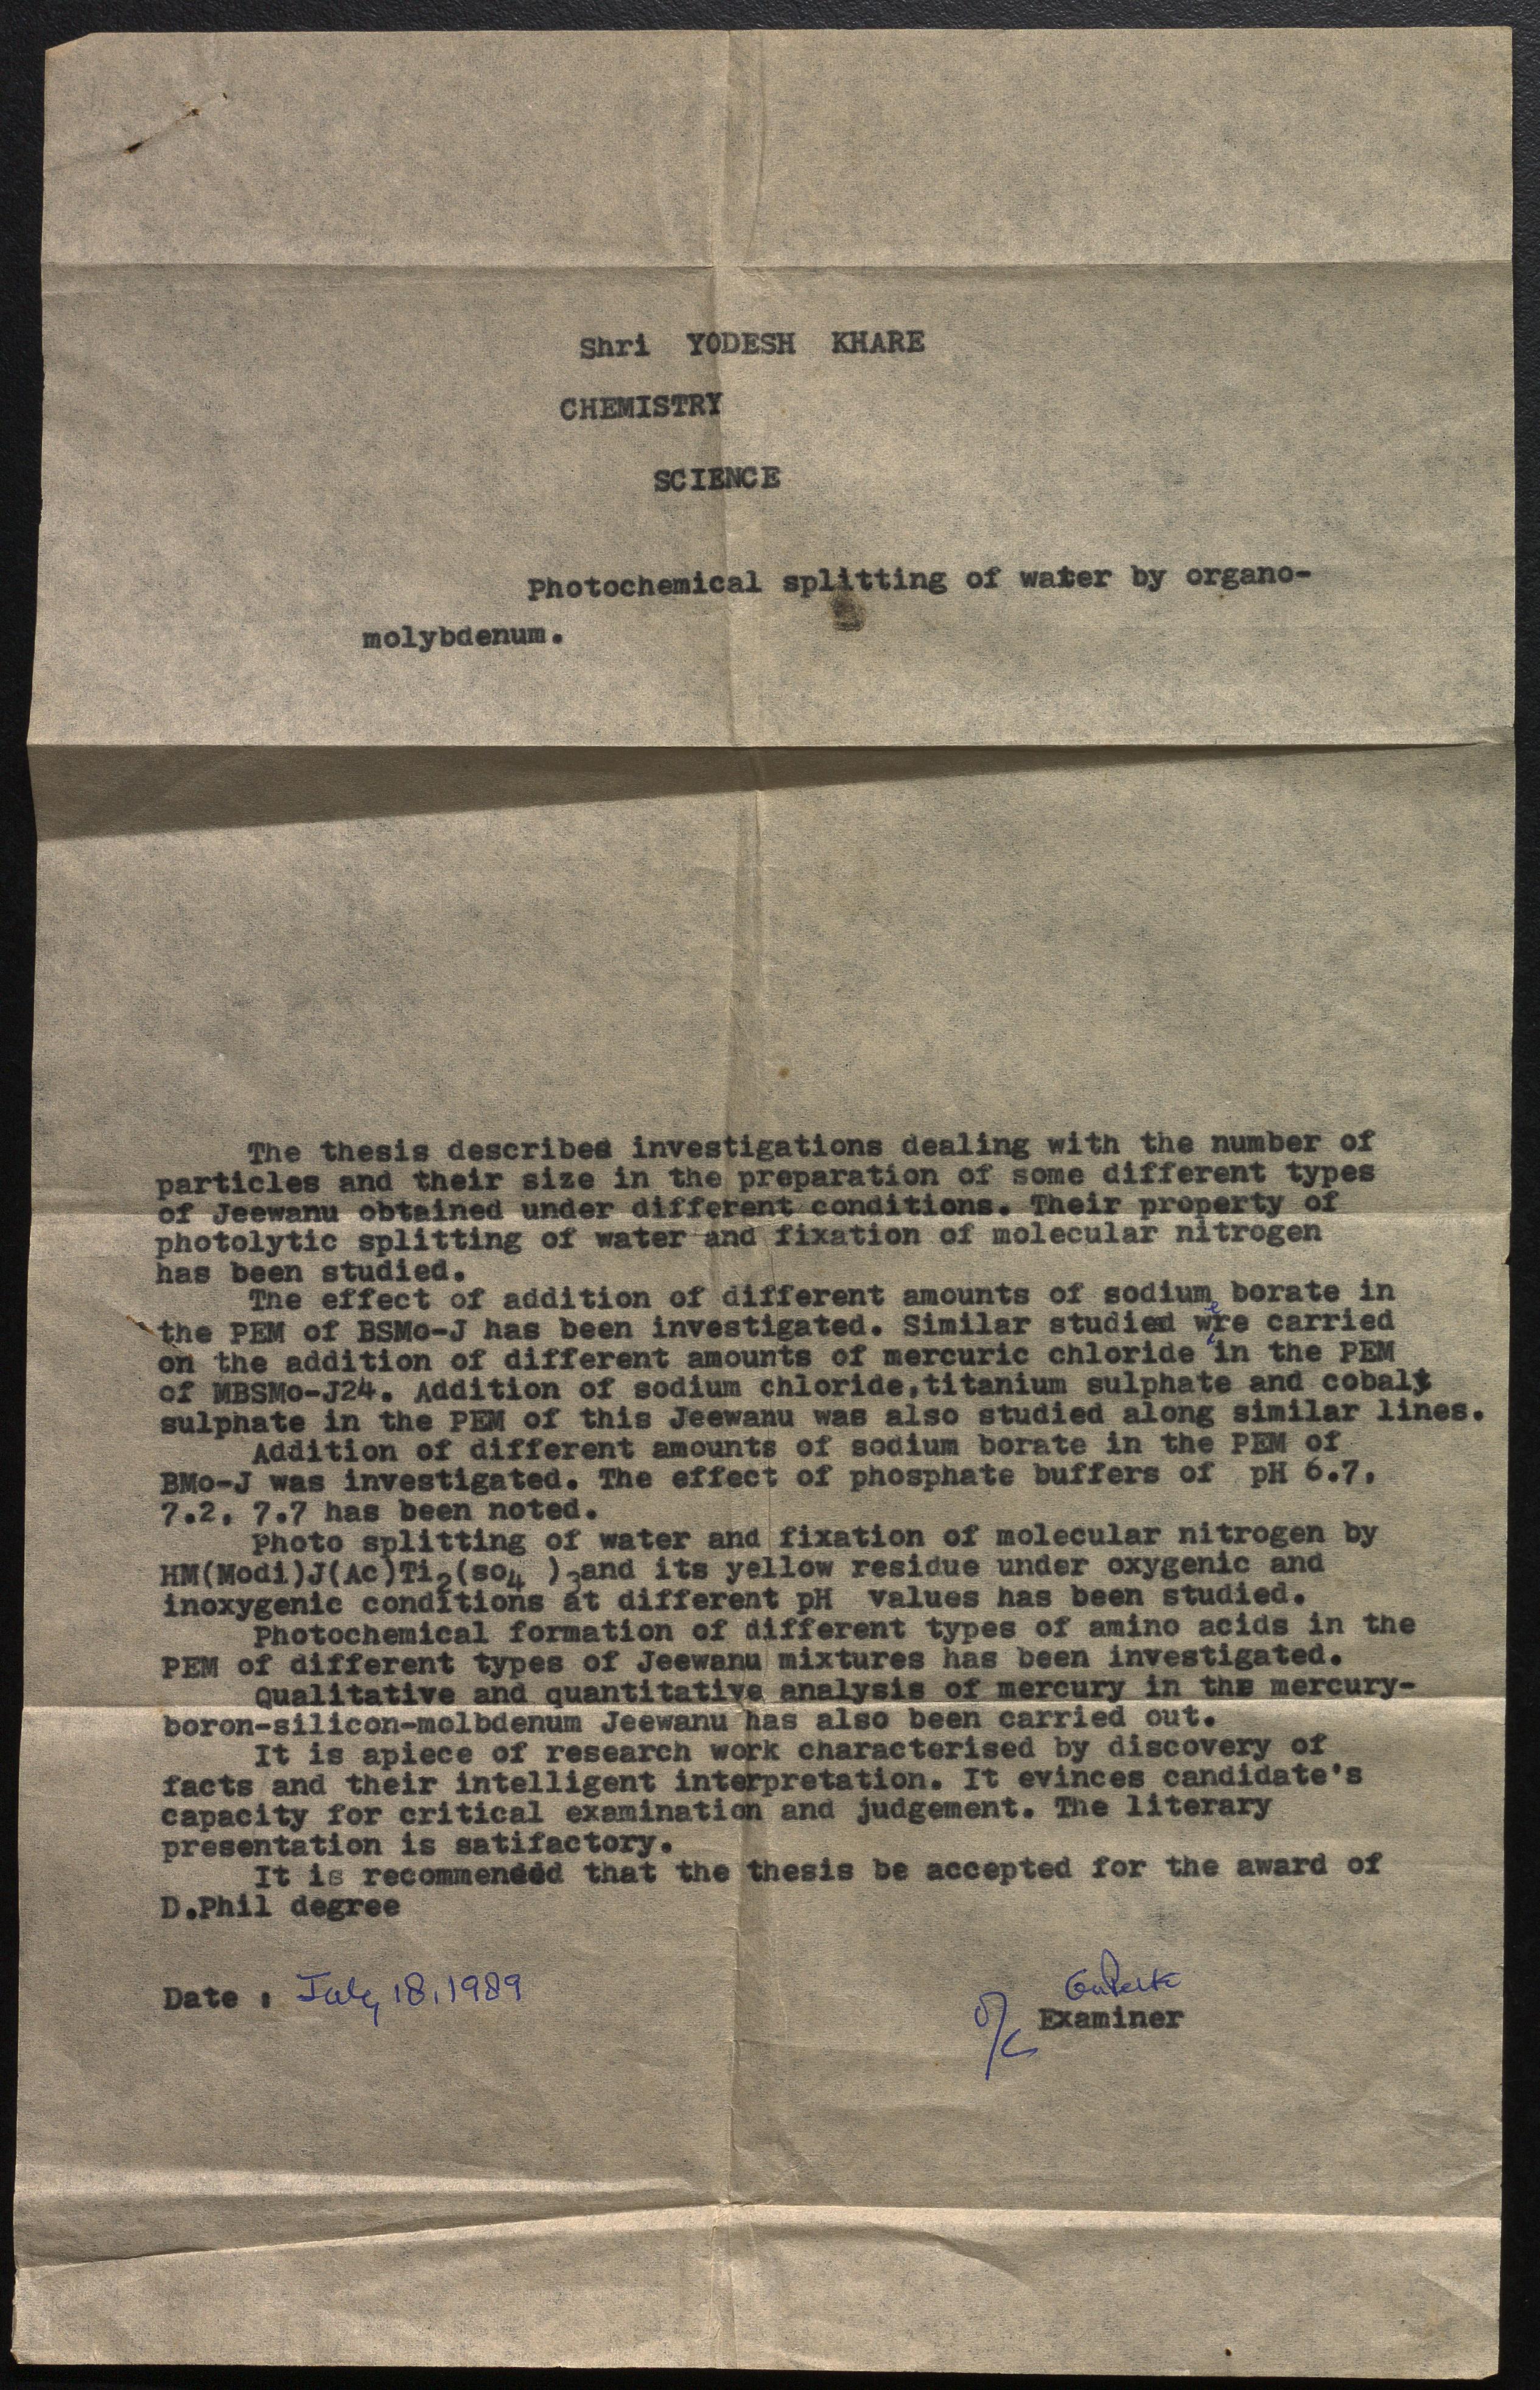 Shri YODESH KHARE
CHEMISTRY
SCIENCE
Photochemical splitting of water by organo-
molybdenum.
The thesis describes investigations dealing with the number of
particles and their size in the preparation of some different types
of Jeewanu obtained under different conditions. Their property of
photolytic splitting of water and fixation of molecular nitrogen
has been studied.
The effect of addition of different amounts of sodium borate in
the PEM of BSMo-J has been investigated. Similar studied were carried
on the addition of different amounts of mercuric chloride in the PEM
of MBSMo-J24. Addition of sodium chloride,titanium sulphate and cobalt
sulphate in the PEM of this Jeewanu was also studied along similar lines.
Addition of different amounts of sodium borate in the PEM of
BMo-J was investigated. The effect of phosphate buffers of pH 6.7,
7.2, 7.7 has been noted.
Photo splitting of water and fixation of molecular nitrogen by
HM(Modi)J(Ac)Ti2(so4 )3and its yellow residue under oxygenic and
inoxygenic conditions at different pH values has been studied.
Photochemical formation of different types of amino acids in the
PEM of different types of Jeewanu mixtures has been investigated.
Qualitative and quantitative analysis of mercury in the mercury-
boron-silicon-molbdenum Jeewanu has also been carried out.
It is apiece of research work characterised by discovery of
facts and their intelligent interpretation. It evinces candidate's
capacity for critical examination and judgement. The literary
presentation is satifactory.
It is recommended that the thesis be accepted for the award of
D.Phil degree
Date : July 18, 1989
Examiner